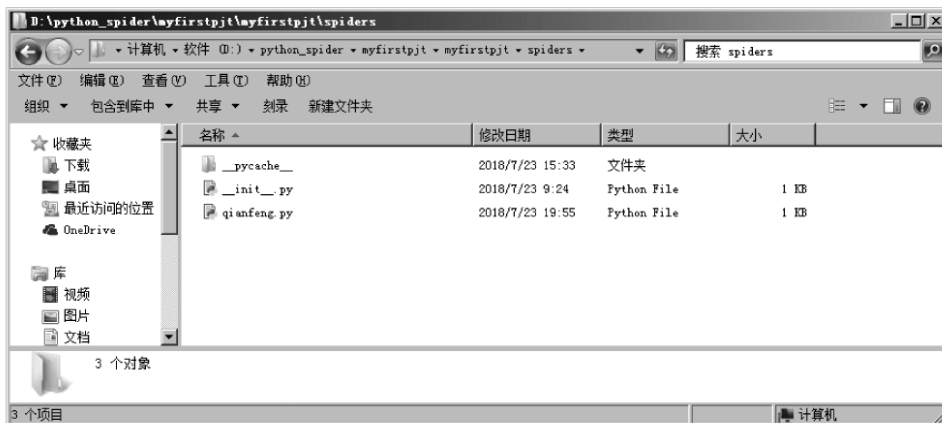 D:\python_spider\myfirstpjt\myfirstpjt\spiders
计算机 软件 (D:) python_spider myfirstpjt myfirstpjt spiders 搜索 spiders
文件(F) 编辑(E) 查看(V) 工具(T) 帮助(H)
组织 包含到库中 共享 刻录 新建文件夹
收藏夹
下载
桌面
最近访问的位置
OneDrive
库
视频
图片
文档
名称 修改日期 类型 大小
__pycache__ 2018/7/23 15:33 文件夹
__init__.py 2018/7/23 9:24 Python File 1 KB
qianfeng.py 2018/7/23 19:55 Python File 1 KB
3 个对象
3 个项目 计算机